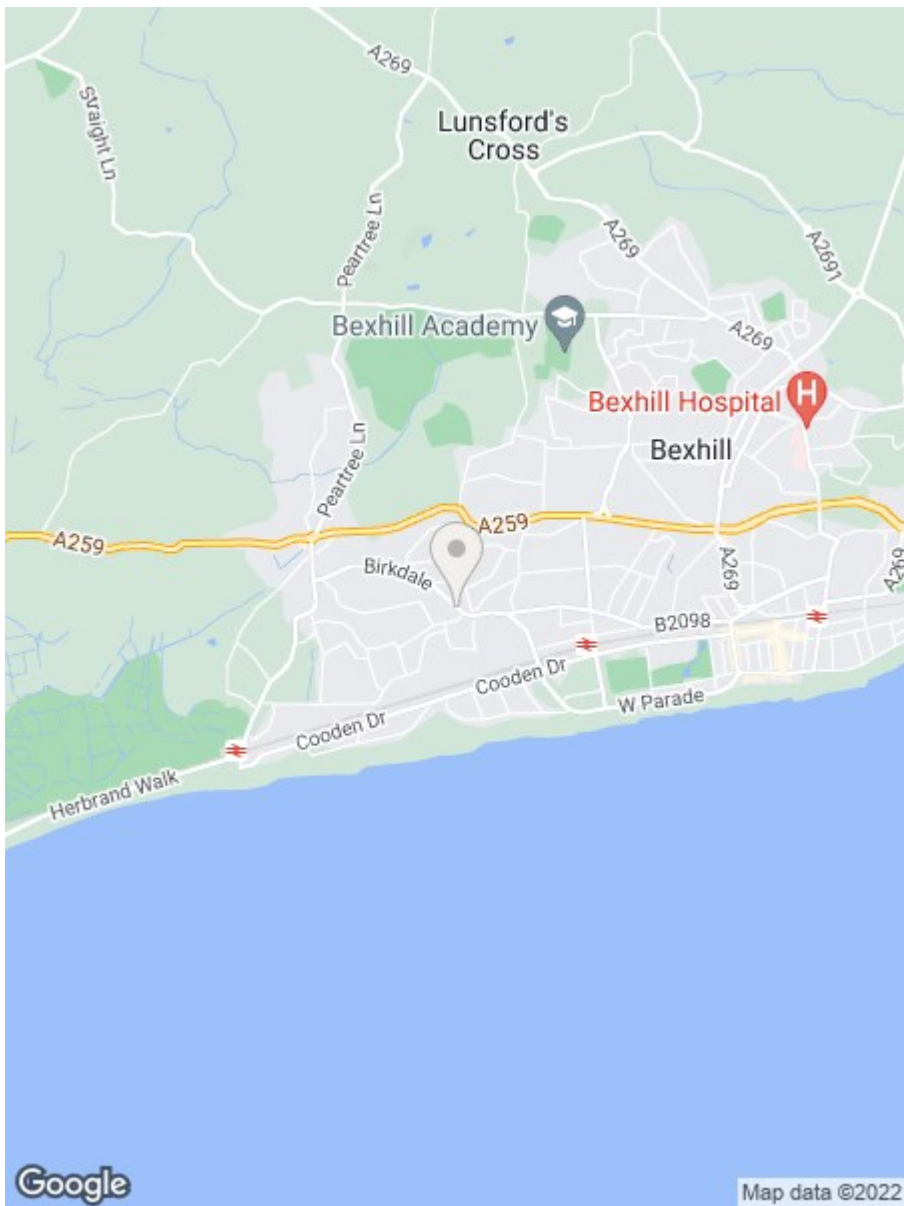 A269
Lunsford's
Cross
Straight Ln
Peartree Ln
A269
A2691
Bexhill Academy
A269
H
Bexhill Hospital
Bexhill
Peartree Ln
A259
A259
Birkdale
A269
A269
B2098
Cooden Dr
W Parade
Cooden Dr
Herbrand Walk
Google
Map data ©2022